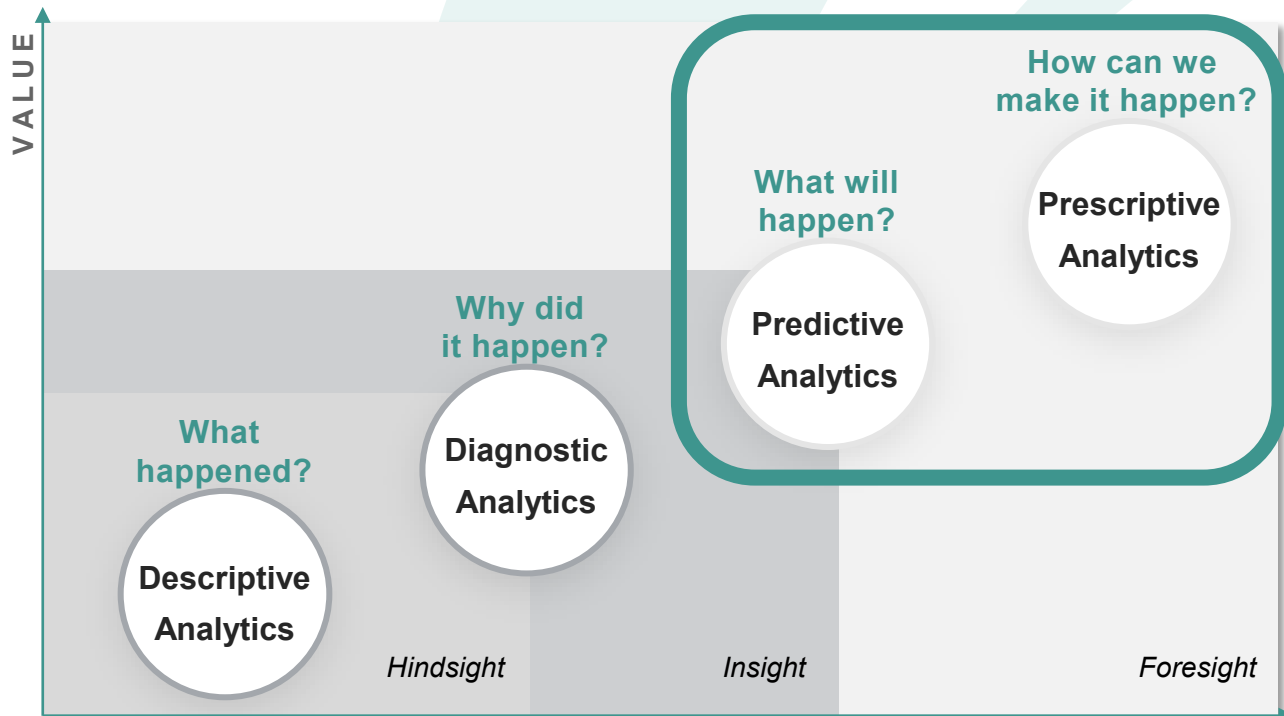 VALUE
How can we
make it happen?
Prescriptive
Analytics
What will
happen?
Predictive
Analytics
Why did
it happen?
Diagnostic
Analytics
What
happened?
Descriptive
Analytics
Hindsight
Insight
Foresight